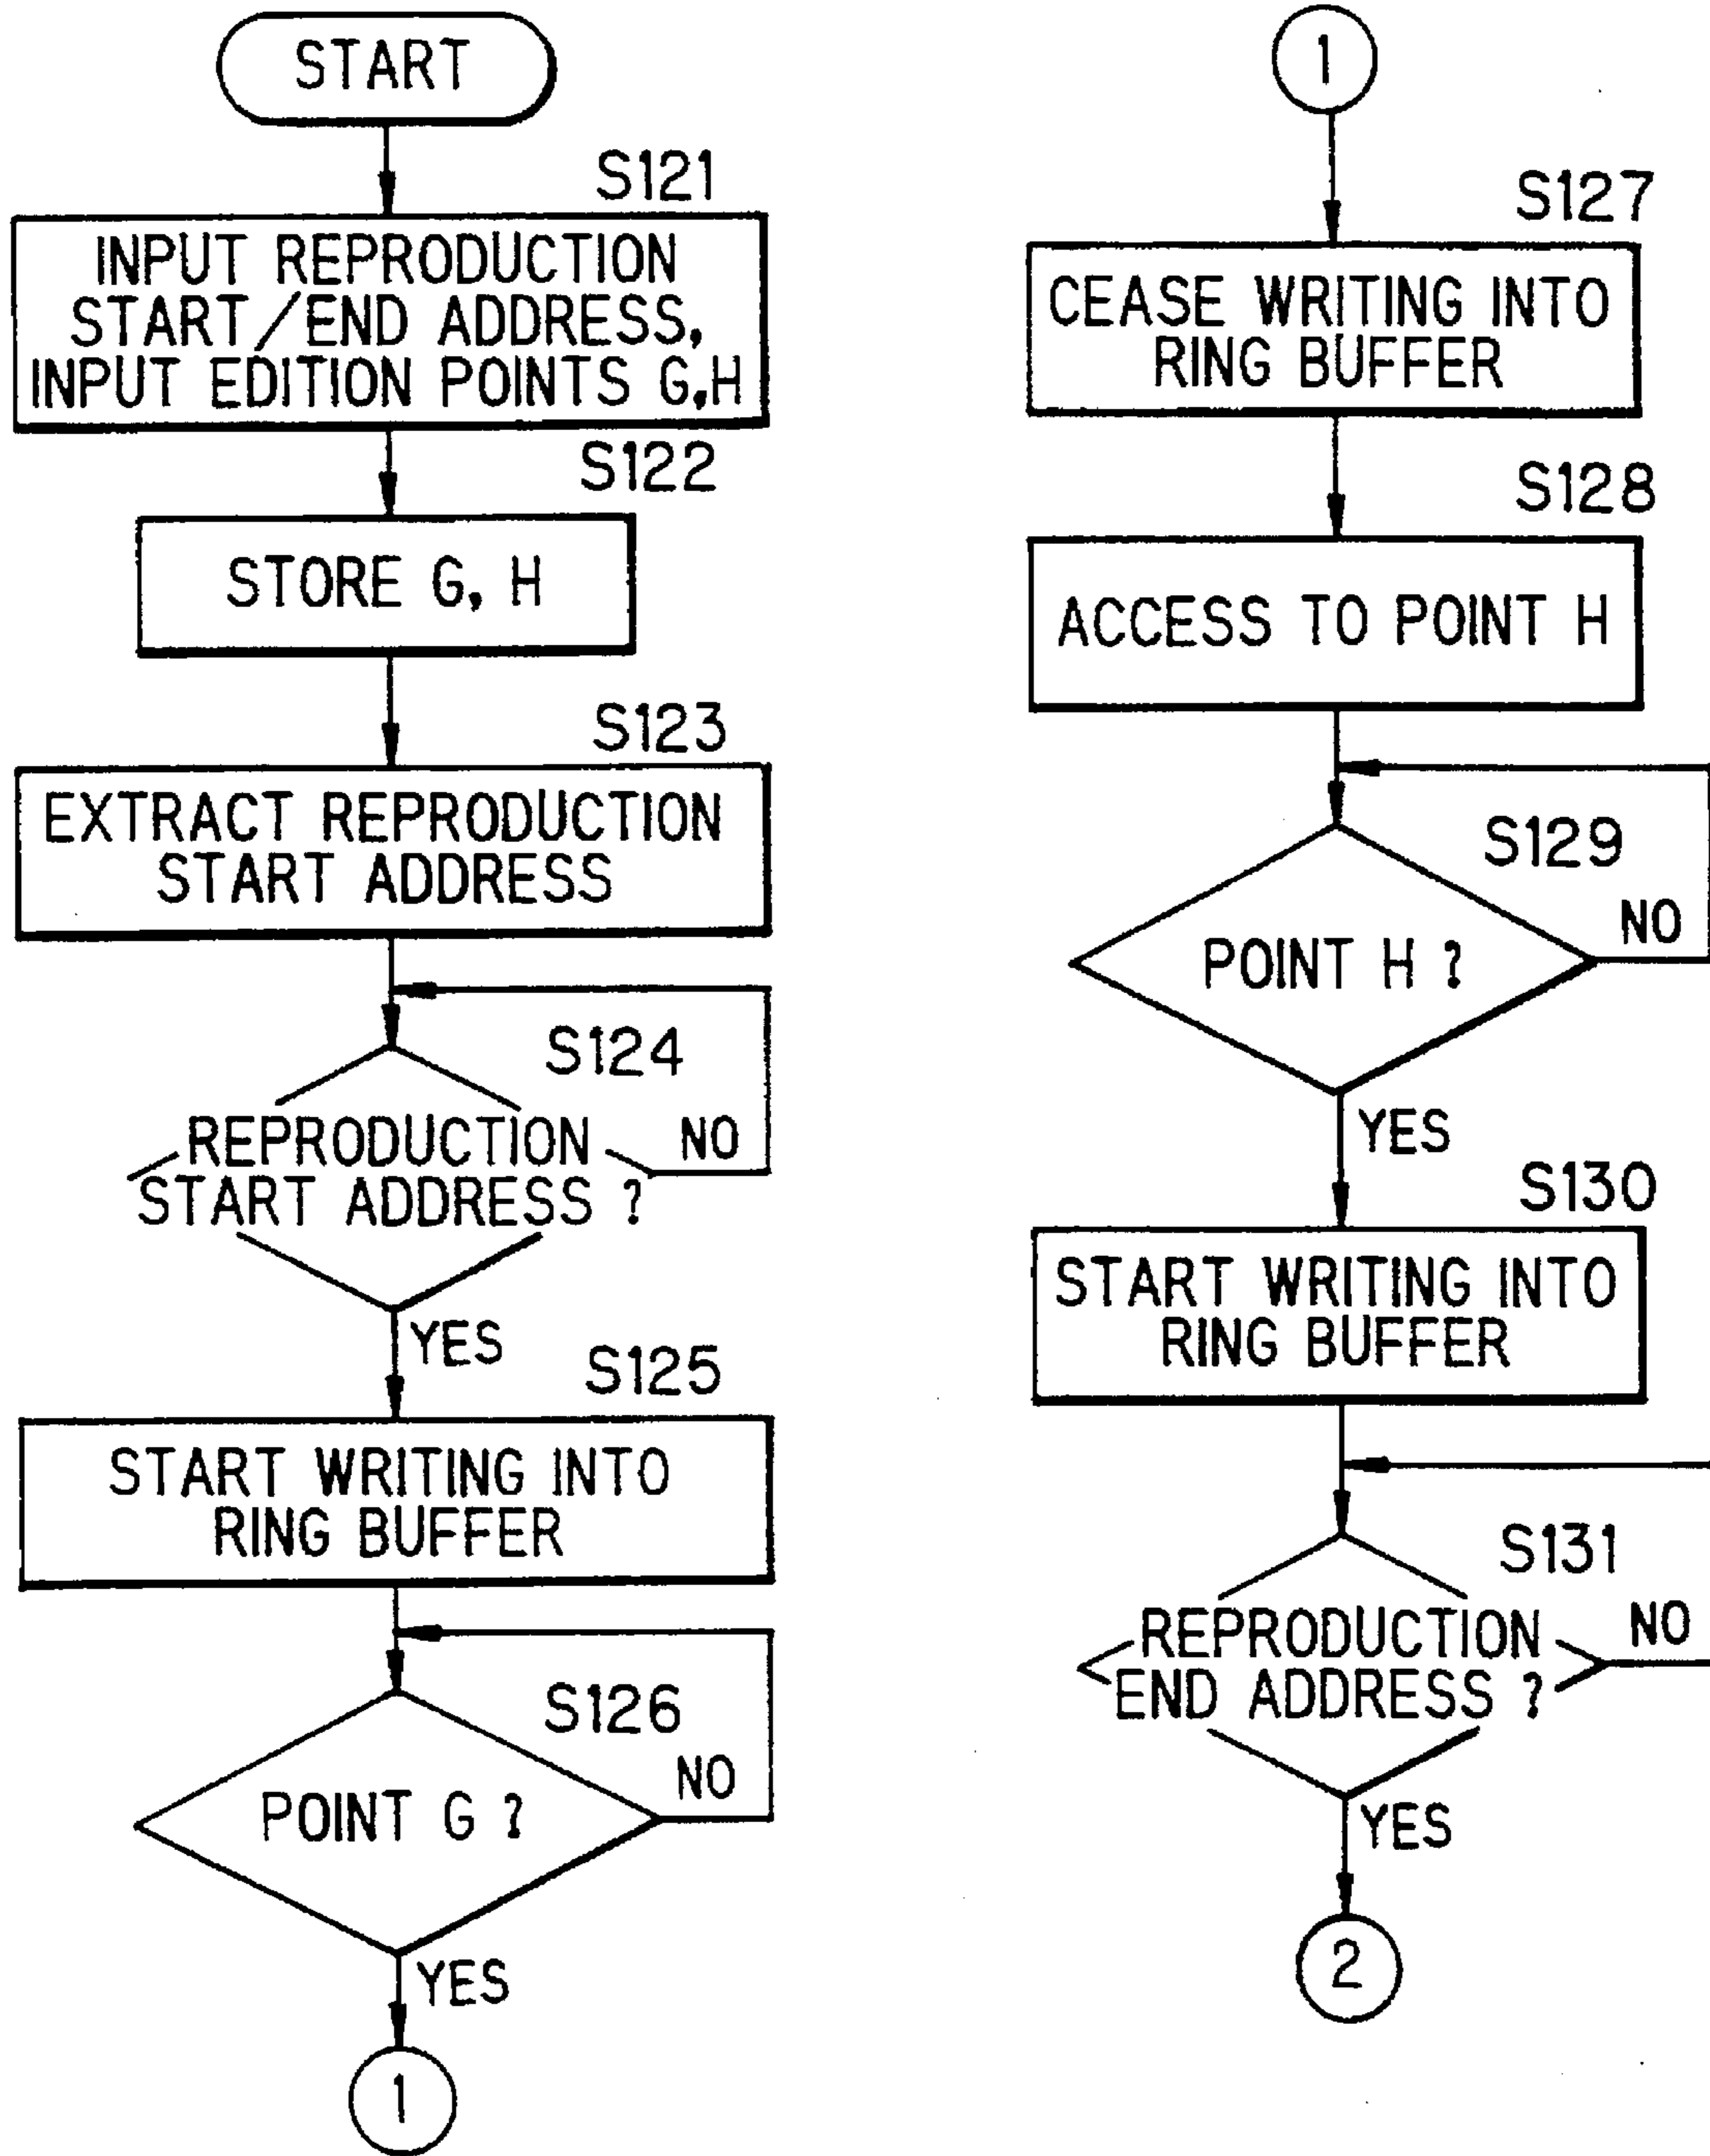 START
S121
INPUT REPRODUCTION
START/END ADDRESS,
INPUT EDITION POINTS G,H
S122
STORE G, H
S123
EXTRACT REPRODUCTION
START ADDRESS
S124
REPRODUCTION
START ADDRESS ?
NO
YES
S125
START WRITING INTO
RING BUFFER
S126
POINT G ?
NO
YES
1
1
S127
CEASE WRITING INTO
RING BUFFER
S128
ACCESS TO POINT H
S129
POINT H ?
NO
YES
S130
START WRITING INTO
RING BUFFER
S131
REPRODUCTION
END ADDRESS ?
NO
YES
2